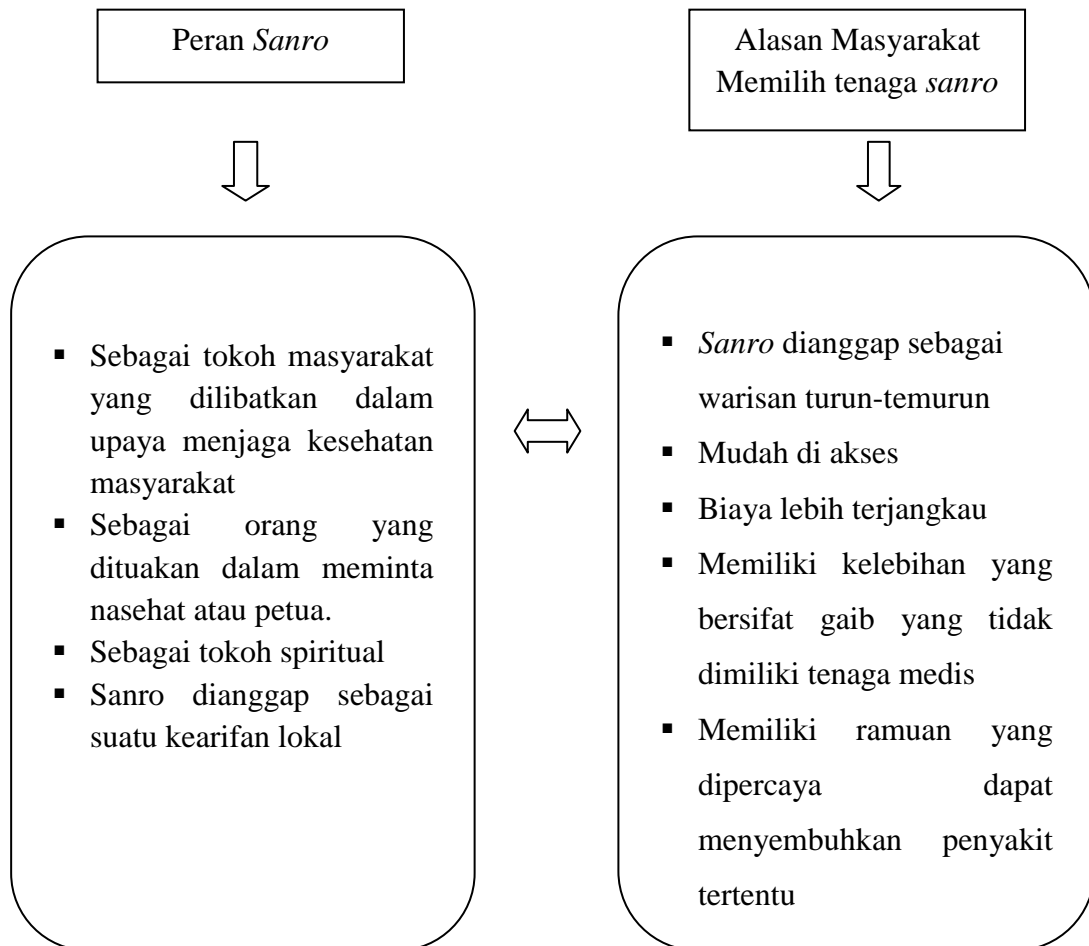 Peran Sanro
Alasan Masyarakat
Memilih tenaga sanro
▪ Sebagai tokoh masyarakat
yang dilibatkan dalam
upaya menjaga kesehatan
masyarakat
▪ Sebagai orang yang
dituakan dalam meminta
nasehat atau petua.
▪ Sebagai tokoh spiritual
▪ Sanro dianggap sebagai
suatu kearifan lokal
▪ Sanro dianggap sebagai
warisan turun-temurun
▪ Mudah di akses
▪ Biaya lebih terjangkau
▪ Memiliki kelebihan yang
bersifat gaib yang tidak
dimiliki tenaga medis
▪ Memiliki ramuan yang
dipercaya dapat
menyembuhkan penyakit
tertentu